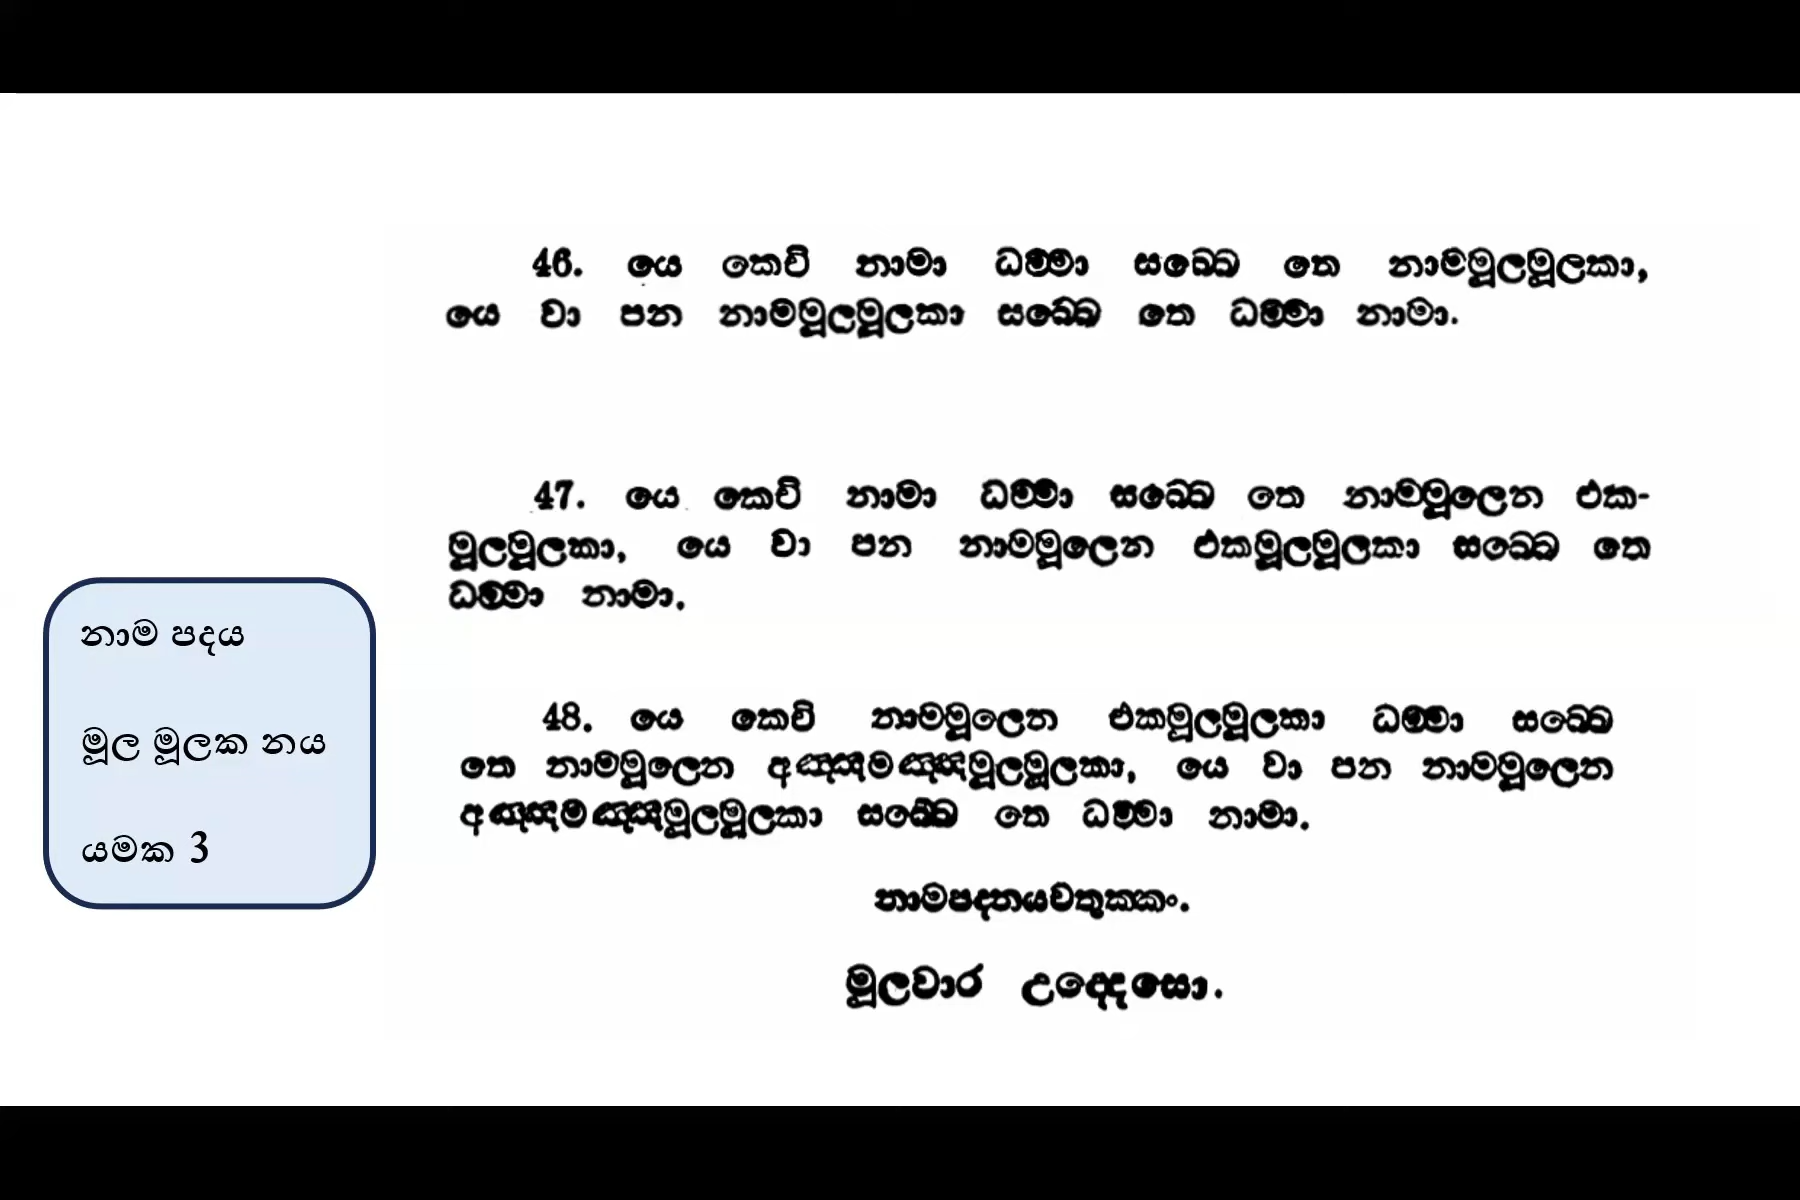 46. යෙ කෙචි නාමා ධම්මා සබ්බෙ තෙ නාමමූලමූලකා,
යෙ වා පන නාමමූලමූලකා සබ්බෙ තෙ ධම්මා නාමා.
47. යෙ කෙචි නාමා ධම්මා සබ්බෙ තෙ නාමමූලෙන එක-
මූලමූලකා, යෙ වා පන නාමමූලෙන එකමූලමූලකා සබ්බෙ තෙ
ධම්මා නාමා.
48. යෙ කෙචි නාමමූලෙන එකමූලමූලකා ධම්මා සබ්බෙ
තෙ නාමමූලෙන අඤ්ඤමඤ්ඤමූලමූලකා, යෙ වා පන නාමමූලෙන
අඤ්ඤමඤ්ඤමූලමූලකා සබ්බෙ තෙ ධම්මා නාමා.
නාමපදනයචතුක්කං.
මූලවාර උද්දෙසො.
නාම පදය
මූල මූලක නය
යමක 3